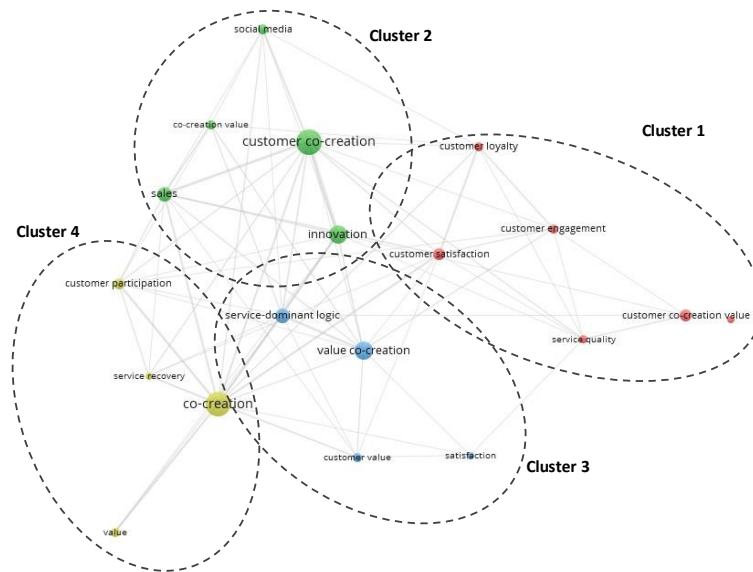 social media
Cluster 2
co-creation value
customer co-creation
Cluster 1
customer loyalty
sales
Cluster 4
innovation
customer engagement
customer satisfaction
customer participation
service-dominant logic
customer co-creation value
service quality
value co-creation
service recovery
co-creation
customer value
satisfaction
Cluster 3
value